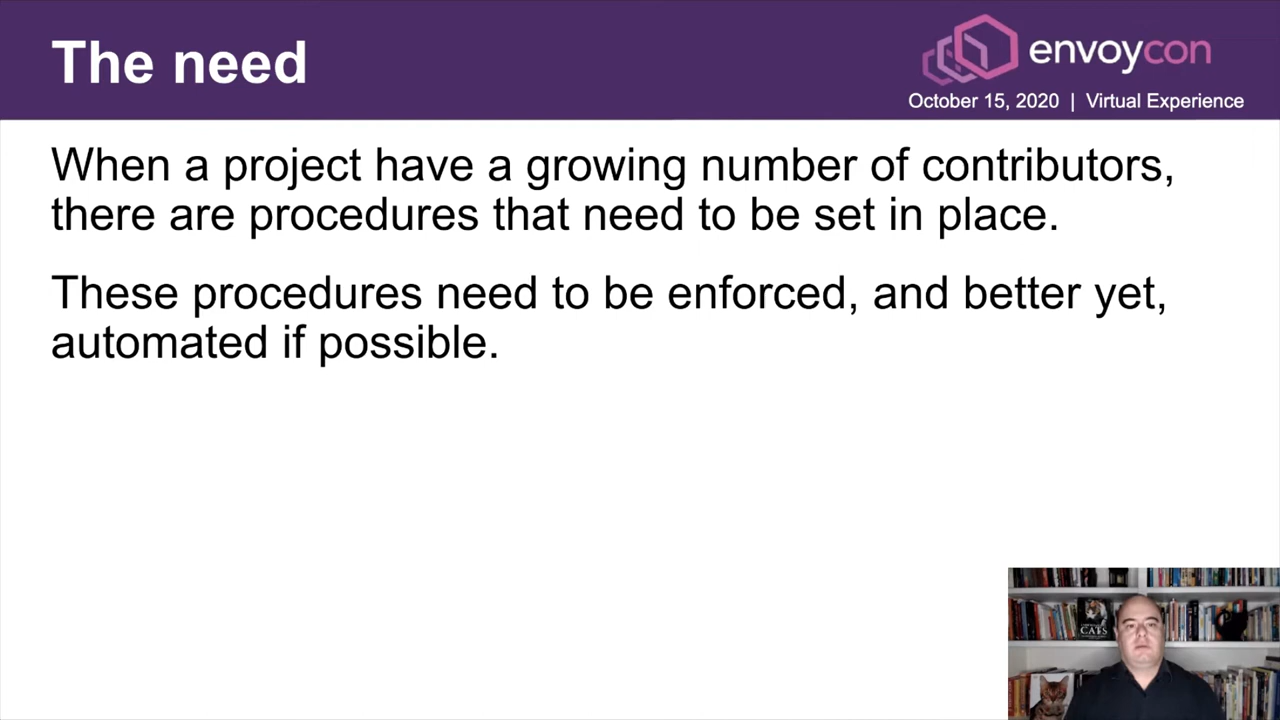 The need
envoycon
October 15, 2020 | Virtual Experience
When a project have a growing number of contributors,
there are procedures that need to be set in place.
These procedures need to be enforced, and better yet,
automated if possible.
CATS